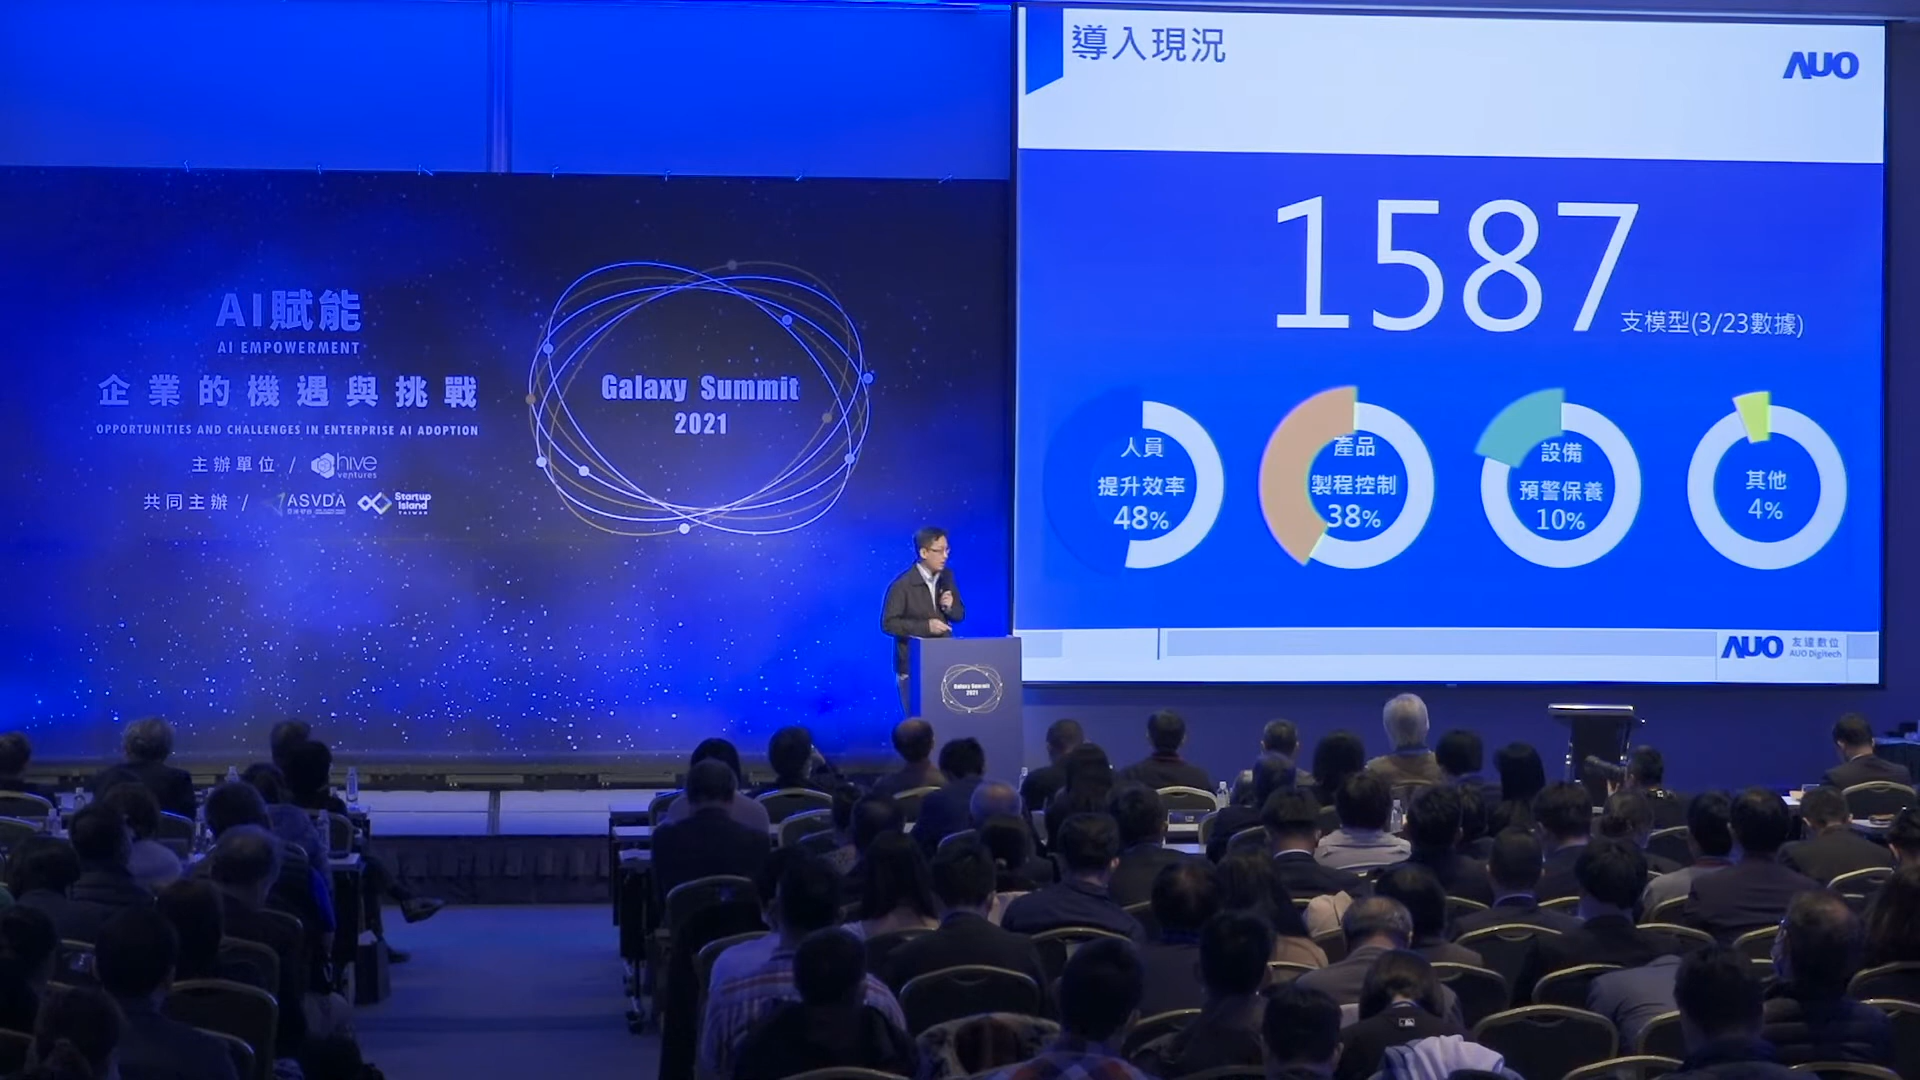 導入現況
AUO
1587
支模型(3/23數據)
人員
提升效率
48%
產品
製程控制
38%
設備
預警保養
10%
其他
4%
AUO 友達數位
AUO Digitech
AI賦能
AI EMPOWERMENT
企業的機遇與挑戰
OPPORTUNITIES AND CHALLENGES IN ENTERPRISE AI ADOPTION
主辦單位 / hive
ventures
共同主辦 / ASVDA Startup
Island
TAIWAN
Galaxy Summit
2021
Galaxy Summit
2021